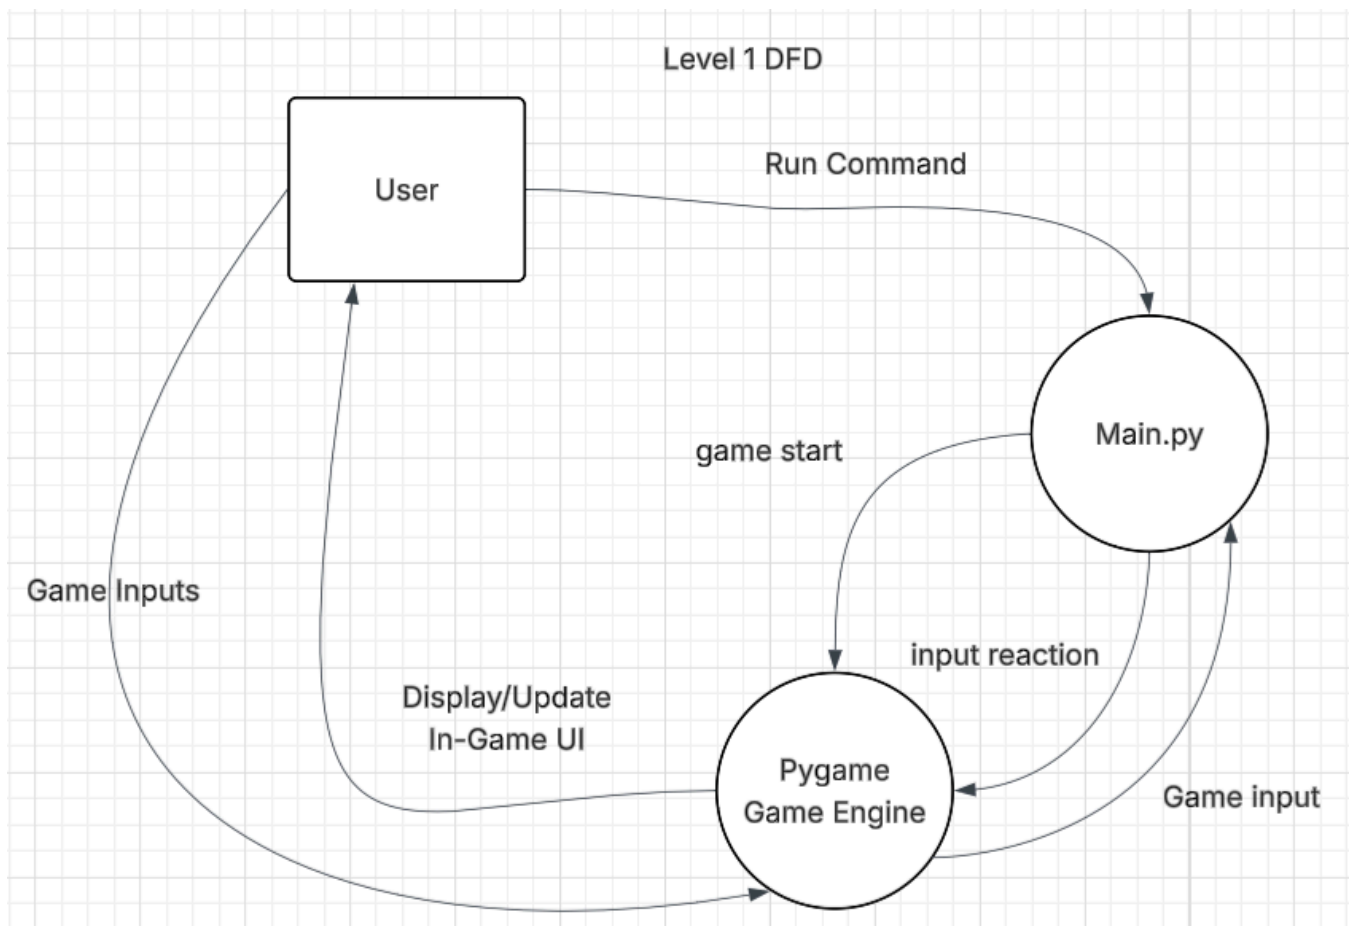 Level 1 DFD
Run Command
User
Main.py
game start
Game Inputs
input reaction
Display/Update
In-Game UI
Pygame
Game Engine
Game input